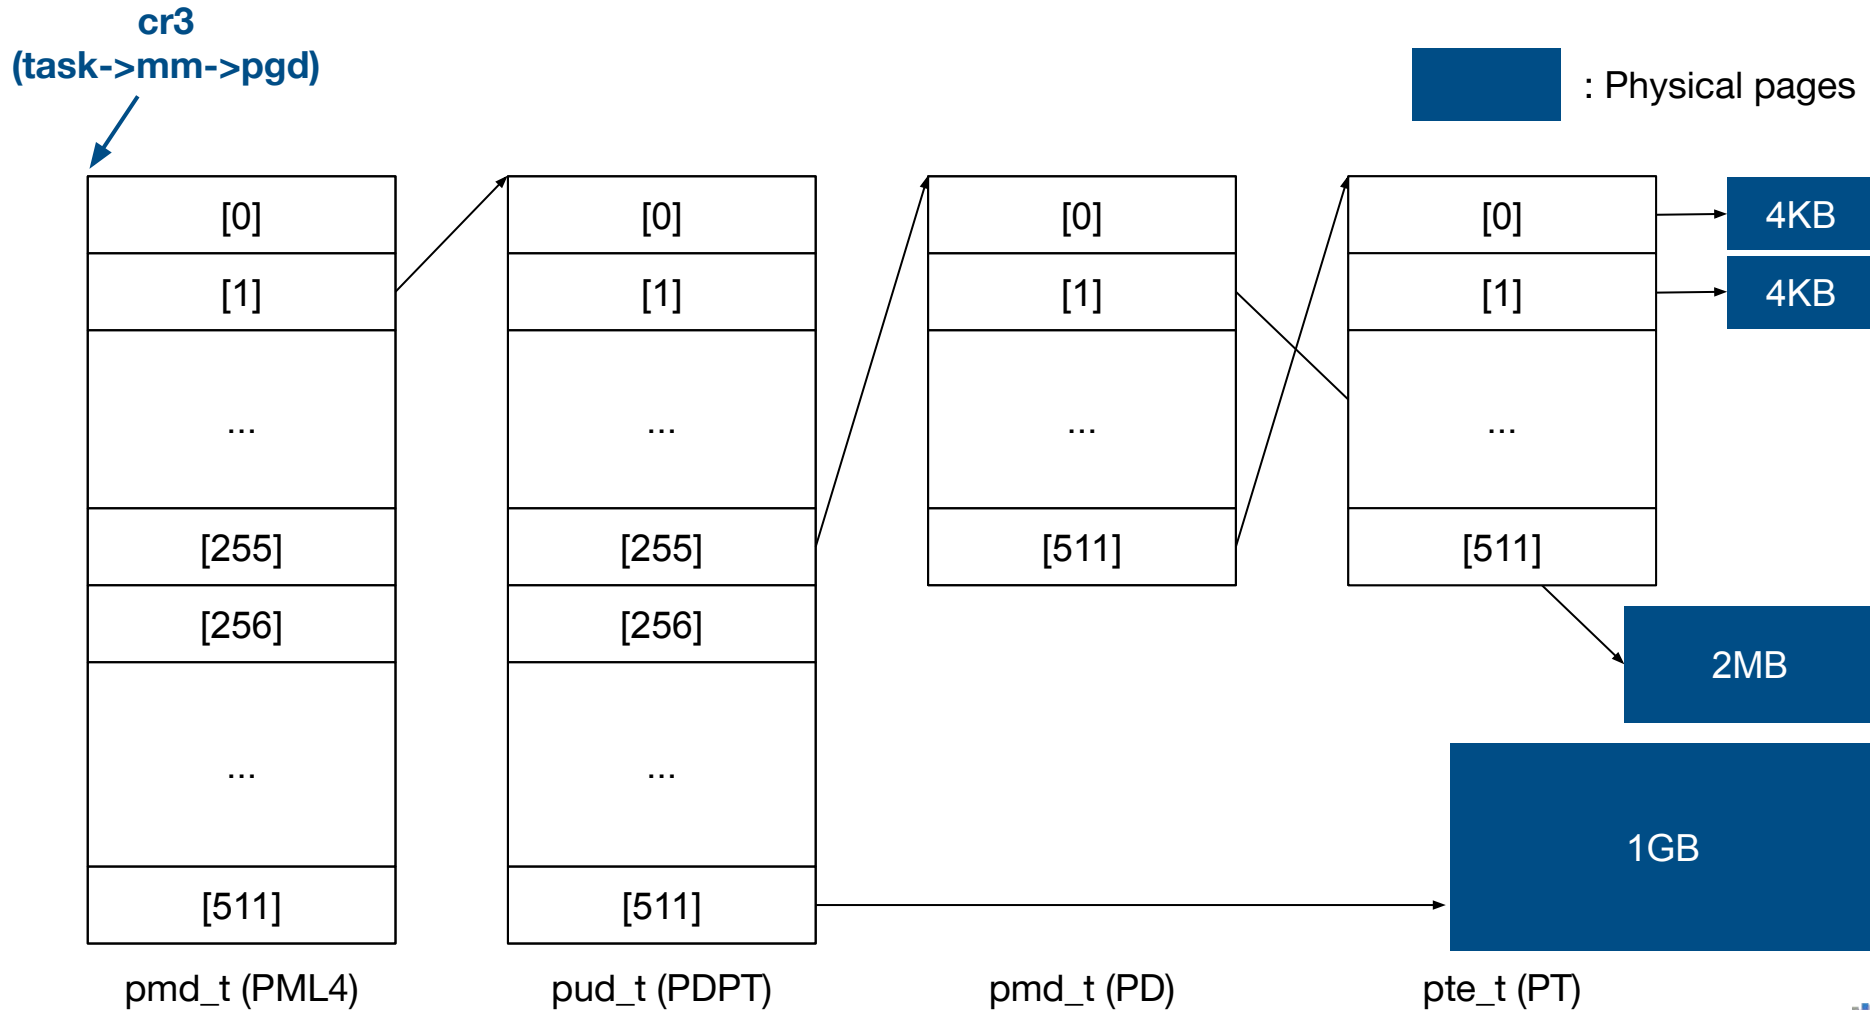 cr3
(task->mm->pgd)
: Physical pages
[0]
[1]
...
[255]
[256]
...
[511]
pmd_t (PML4)
[0]
[1]
...
[255]
[256]
...
[511]
pud_t (PDPT)
[0]
[1]
...
[511]
pmd_t (PD)
[0]
[1]
...
[511]
pte_t (PT)
4KB
4KB
2MB
1GB